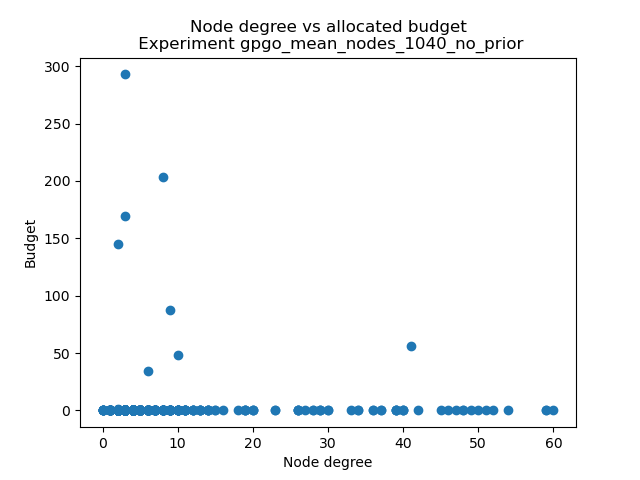 Node degree vs allocated budget
Experiment gpgo_mean_nodes_1040_no_prior
300
250
200
150
100
50
0
Budget
0 10 20 30 40 50 60
Node degree